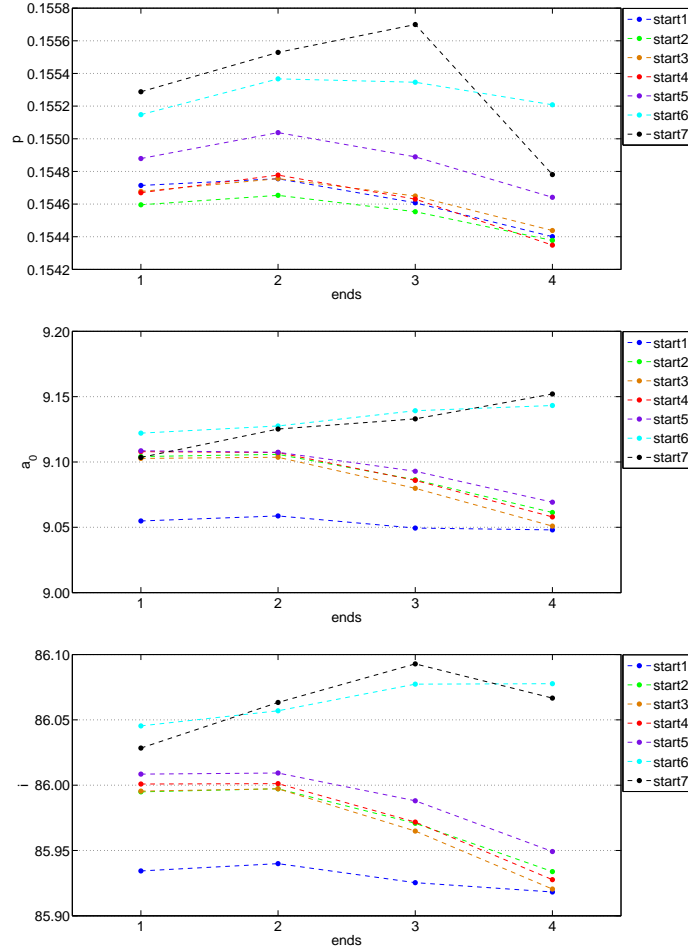 0.1558
0.1556
0.1554
0.1552
0.1550
0.1548
0.1546
0.1544
0.1542
p
1 2 3 4
ends
start1
start2
start3
start4
start5
start6
start7
9.20
9.15
9.10
9.05
9.00
a0
1 2 3 4
ends
start1
start2
start3
start4
start5
start6
start7
86.10
86.05
86.00
85.95
85.90
i
1 2 3 4
ends
start1
start2
start3
start4
start5
start6
start7